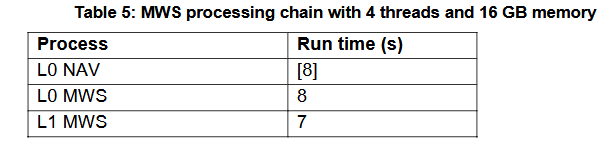 Table 5: MWS processing chain with 4 threads and 16 GB memory
Process Run time (s)
L0 NAV [8]
L0 MWS 8
L1 MWS 7